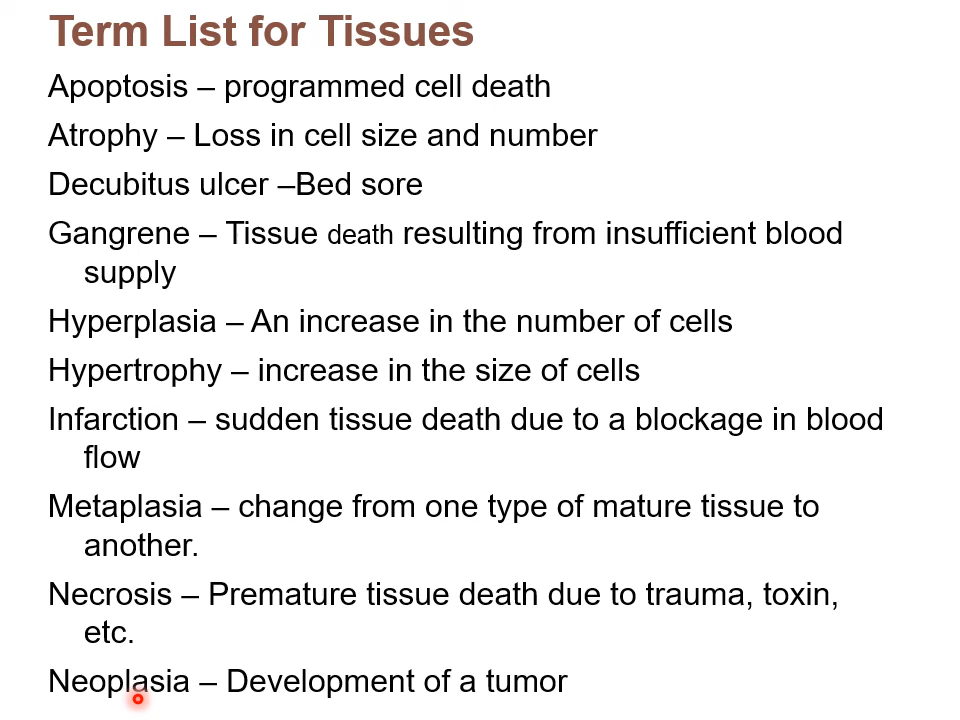 Term List for Tissues
Apoptosis – programmed cell death
Atrophy – Loss in cell size and number
Decubitus ulcer –Bed sore
Gangrene – Tissue death resulting from insufficient blood
supply
Hyperplasia – An increase in the number of cells
Hypertrophy – increase in the size of cells
Infarction – sudden tissue death due to a blockage in blood
flow
Metaplasia – change from one type of mature tissue to
another.
Necrosis – Premature tissue death due to trauma, toxin,
etc.
Neoplasia – Development of a tumor